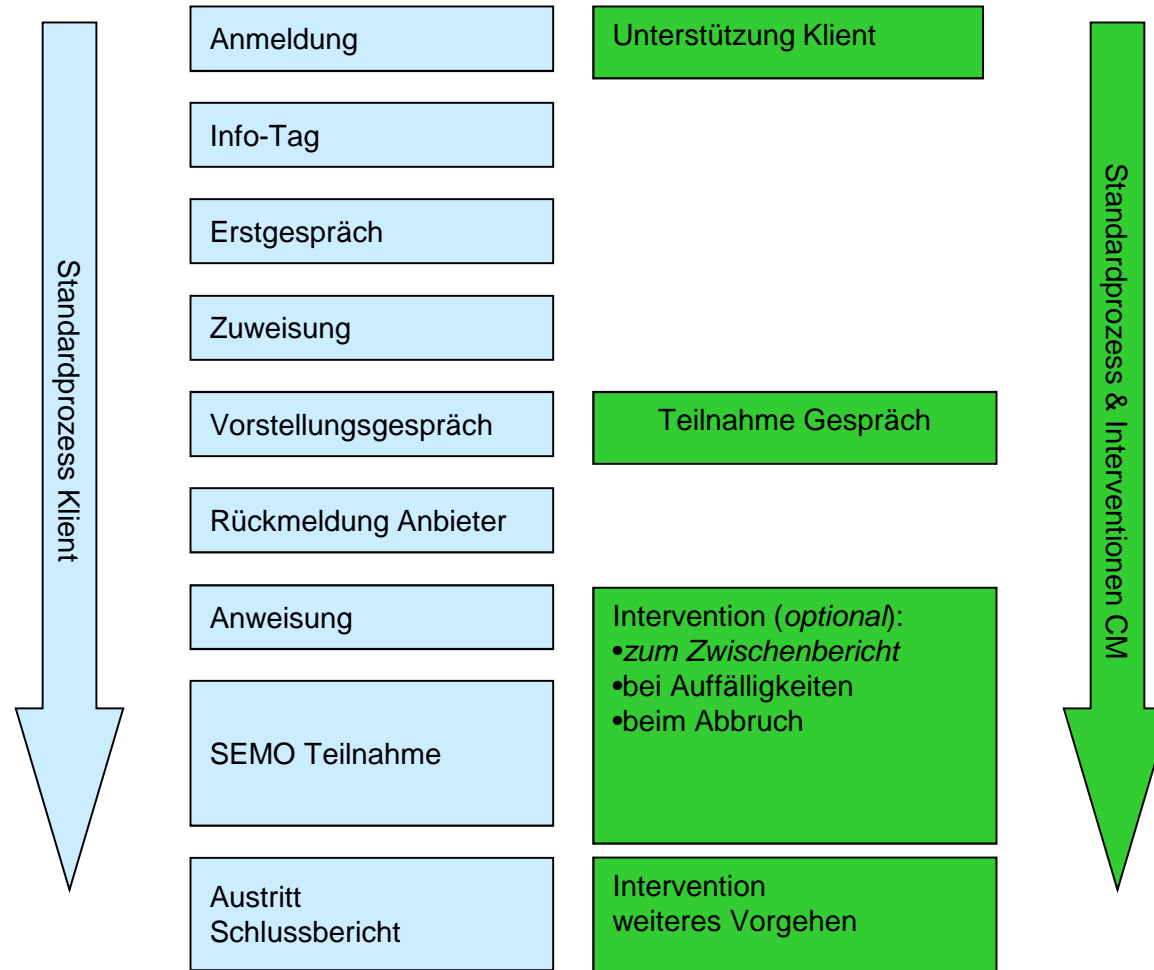 Anmeldung
Unterstützung Klient
Info-Tag
Erstgespräch
Zuweisung
Vorstellungsgespräch
Teilnahme Gespräch
Rückmeldung Anbieter
Anweisung
Intervention (optional):
•zum Zwischenbericht
•bei Auffälligkeiten
•beim Abbruch
SEMO Teilnahme
Austritt
Schlussbericht
Intervention
weiteres Vorgehen
Standardprozess Klient
Standardprozess & Interventionen CM